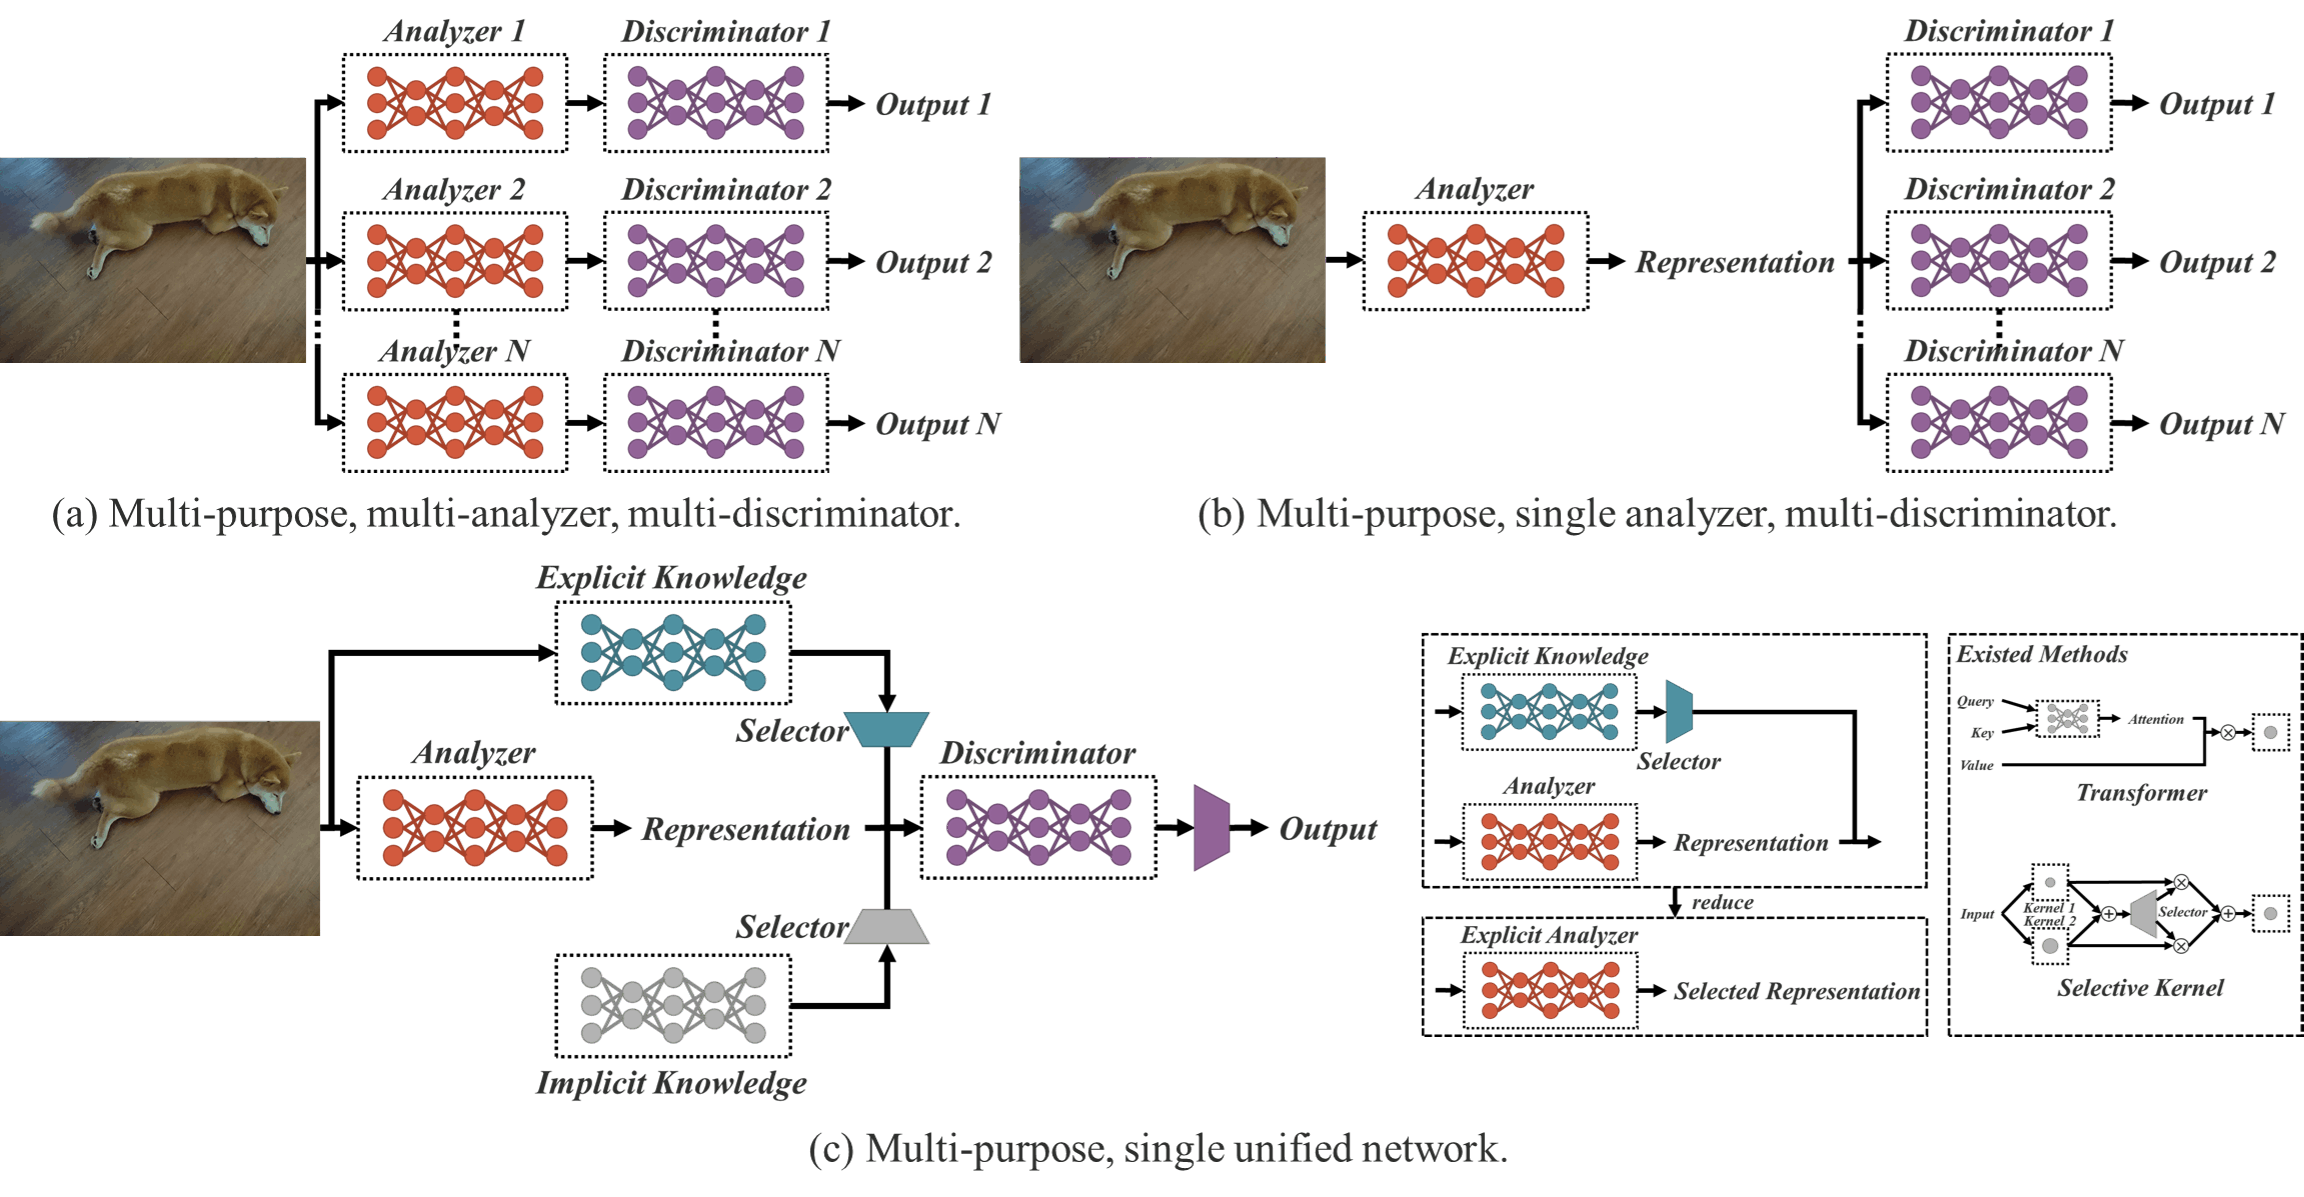 Analyzer 1
Discriminator 1
Output 1
Analyzer 2
Discriminator 2
Output 2
Analyzer N
Discriminator N
Output N
(a) Multi-purpose, multi-analyzer, multi-discriminator.
Analyzer
Representation
Discriminator 1
Output 1
Discriminator 2
Output 2
Discriminator N
Output N
(b) Multi-purpose, single analyzer, multi-discriminator.
Explicit Knowledge
Selector
Analyzer
Representation
Discriminator
Output
Selector
Implicit Knowledge
Explicit Knowledge
Selector
Analyzer
Representation
reduce
Explicit Analyzer
Selected Representation
Existed Methods
Query
Key
Value
Attention
Transformer
Input
Kernel 1
Kernel 2
Selector
Selective Kernel
(c) Multi-purpose, single unified network.